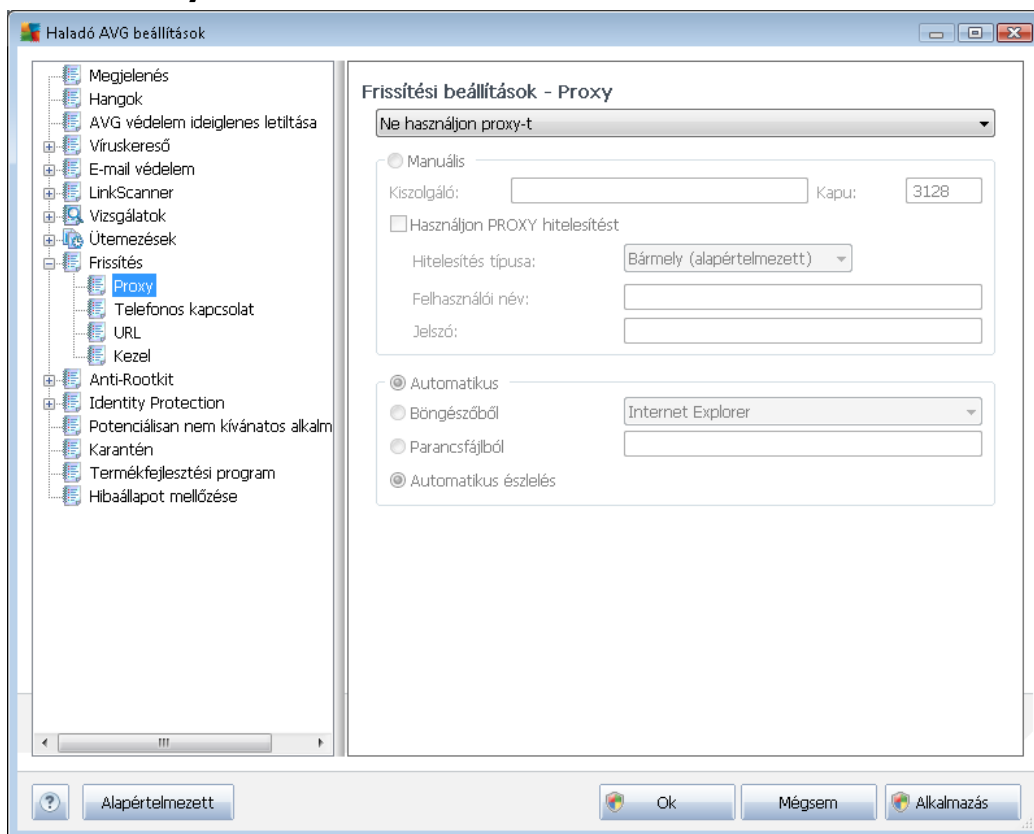 Haladó AVG beállítások
Megjelenés
Hangok
AVG védelem ideiglenes letiltása
Víruskereső
E-mail védelem
LinkScanner
Vizsgálatok
Ütemezések
Frissítés
Proxy
Telefonos kapcsolat
URL
Kezel
Anti-Rootkit
Identity Protection
Potenciálisan nem kívánatos alkalm
Karantén
Termékfejlesztési program
Hibaállapot mellőzése
Frissítési beállítások - Proxy
Ne használjon proxy-t
Manuális
Kiszolgáló: Kapu: 3128
Használjon PROXY hitelesítést
Hitelesítés típusa: Bármely (alapértelmezett)
Felhasználói név:
Jelszó:
Automatikus
Böngészőből Internet Explorer
Parancsfájlból
Automatikus észlelés
? Alapértelmezett Ok Mégsem Alkalmazás